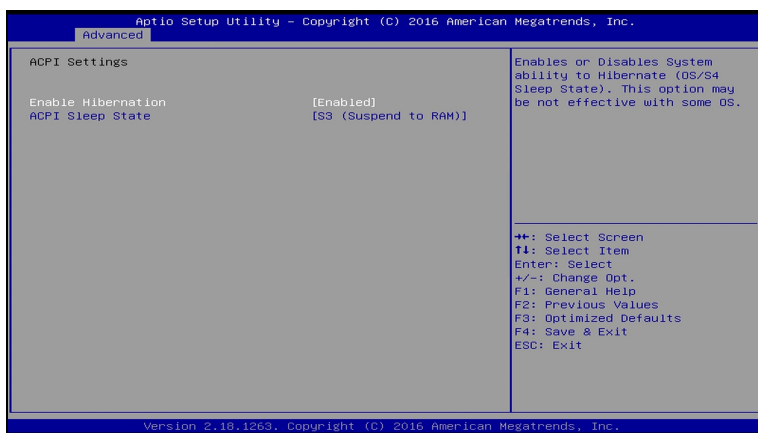 Aptio Setup Utility – Copyright (C) 2016 American Megatrends, Inc.
Advanced
ACPI Settings
Enable Hibernation [Enabled]
ACPI Sleep State [S3 (Suspend to RAM)]
Enables or Disables System
ability to Hibernate (OS/S4
Sleep State). This option may
be not effective with some OS.
→←: Select Screen
↑↓: Select Item
Enter: Select
+/-: Change Opt.
F1: General Help
F2: Previous Values
F3: Optimized Defaults
F4: Save & Exit
ESC: Exit
Version 2.18.1263. Copyright (C) 2016 American Megatrends, Inc.